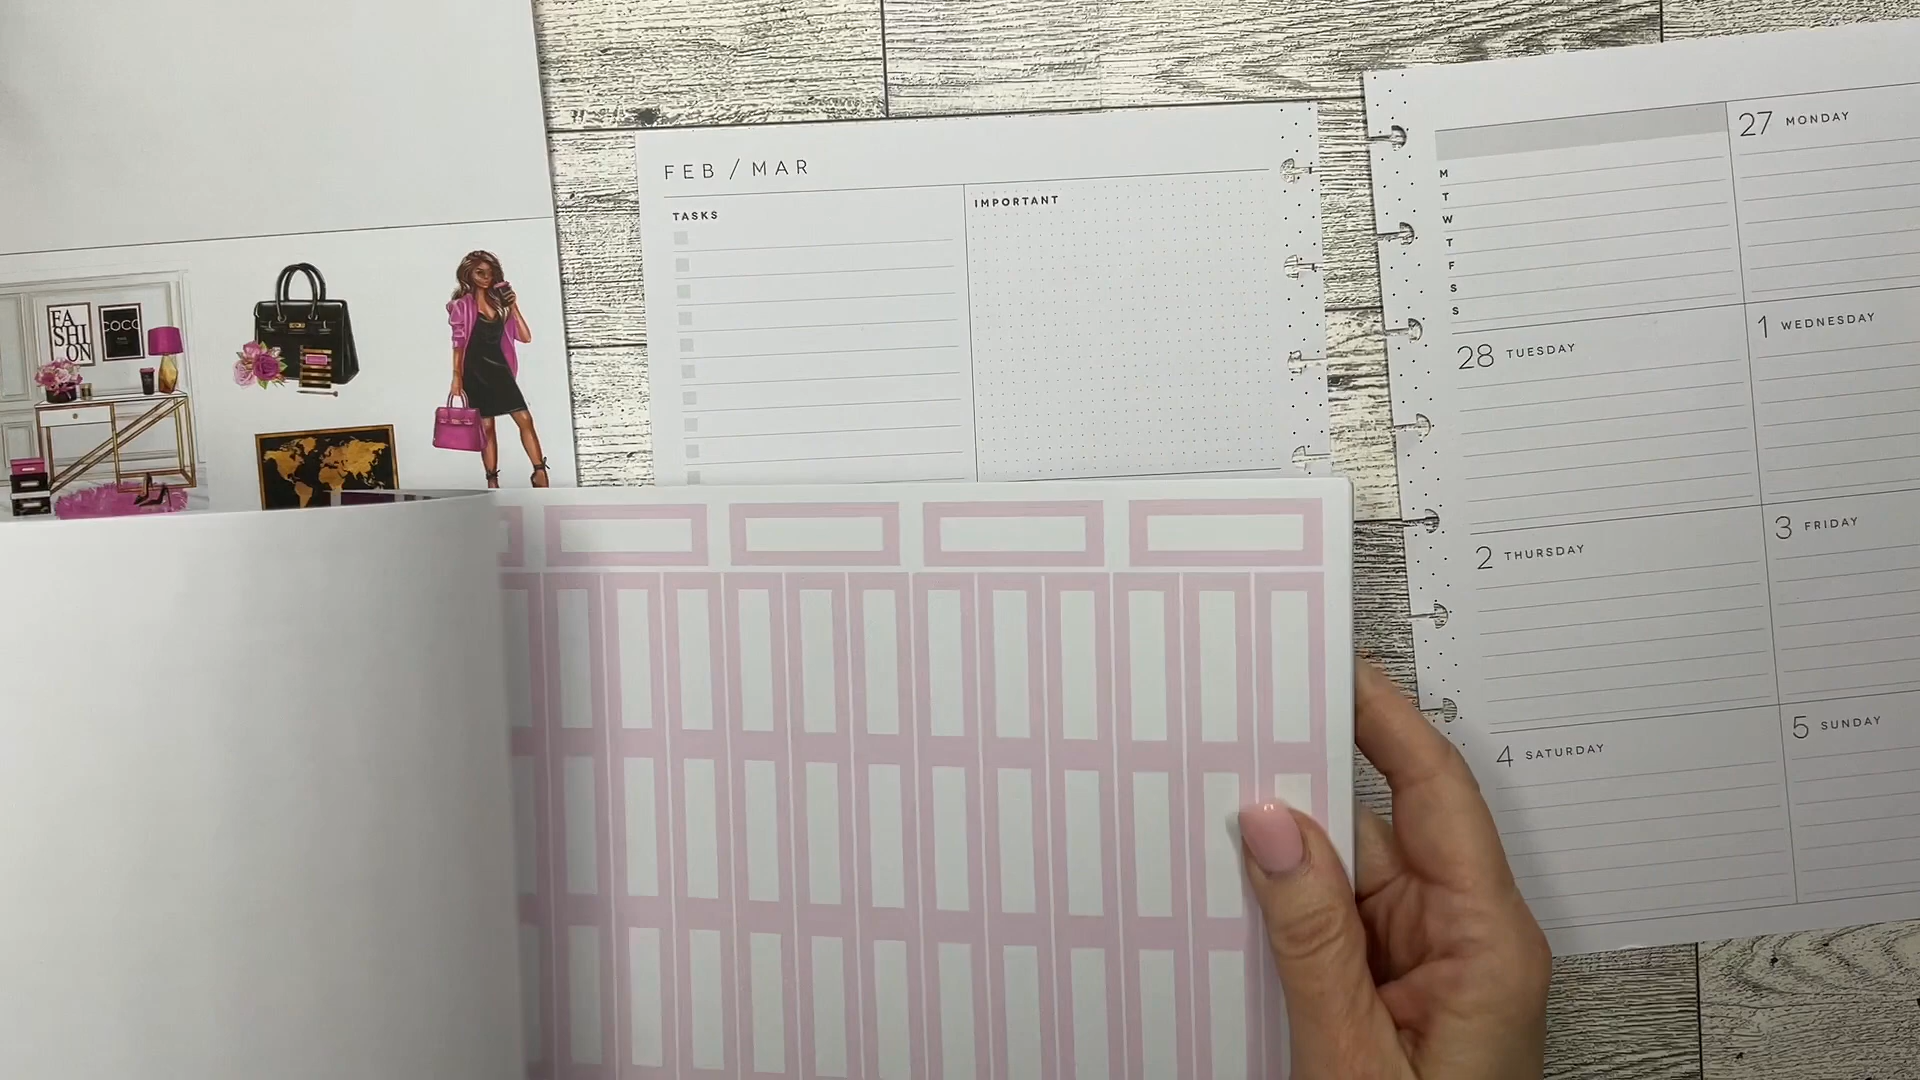 FA
SHI
ON
COCO
FEB / MAR
TASKS
IMPORTANT
M
T
W
T
F
S
S
27 MONDAY
28 TUESDAY
1 WEDNESDAY
2 THURSDAY
3 FRIDAY
4 SATURDAY
5 SUNDAY